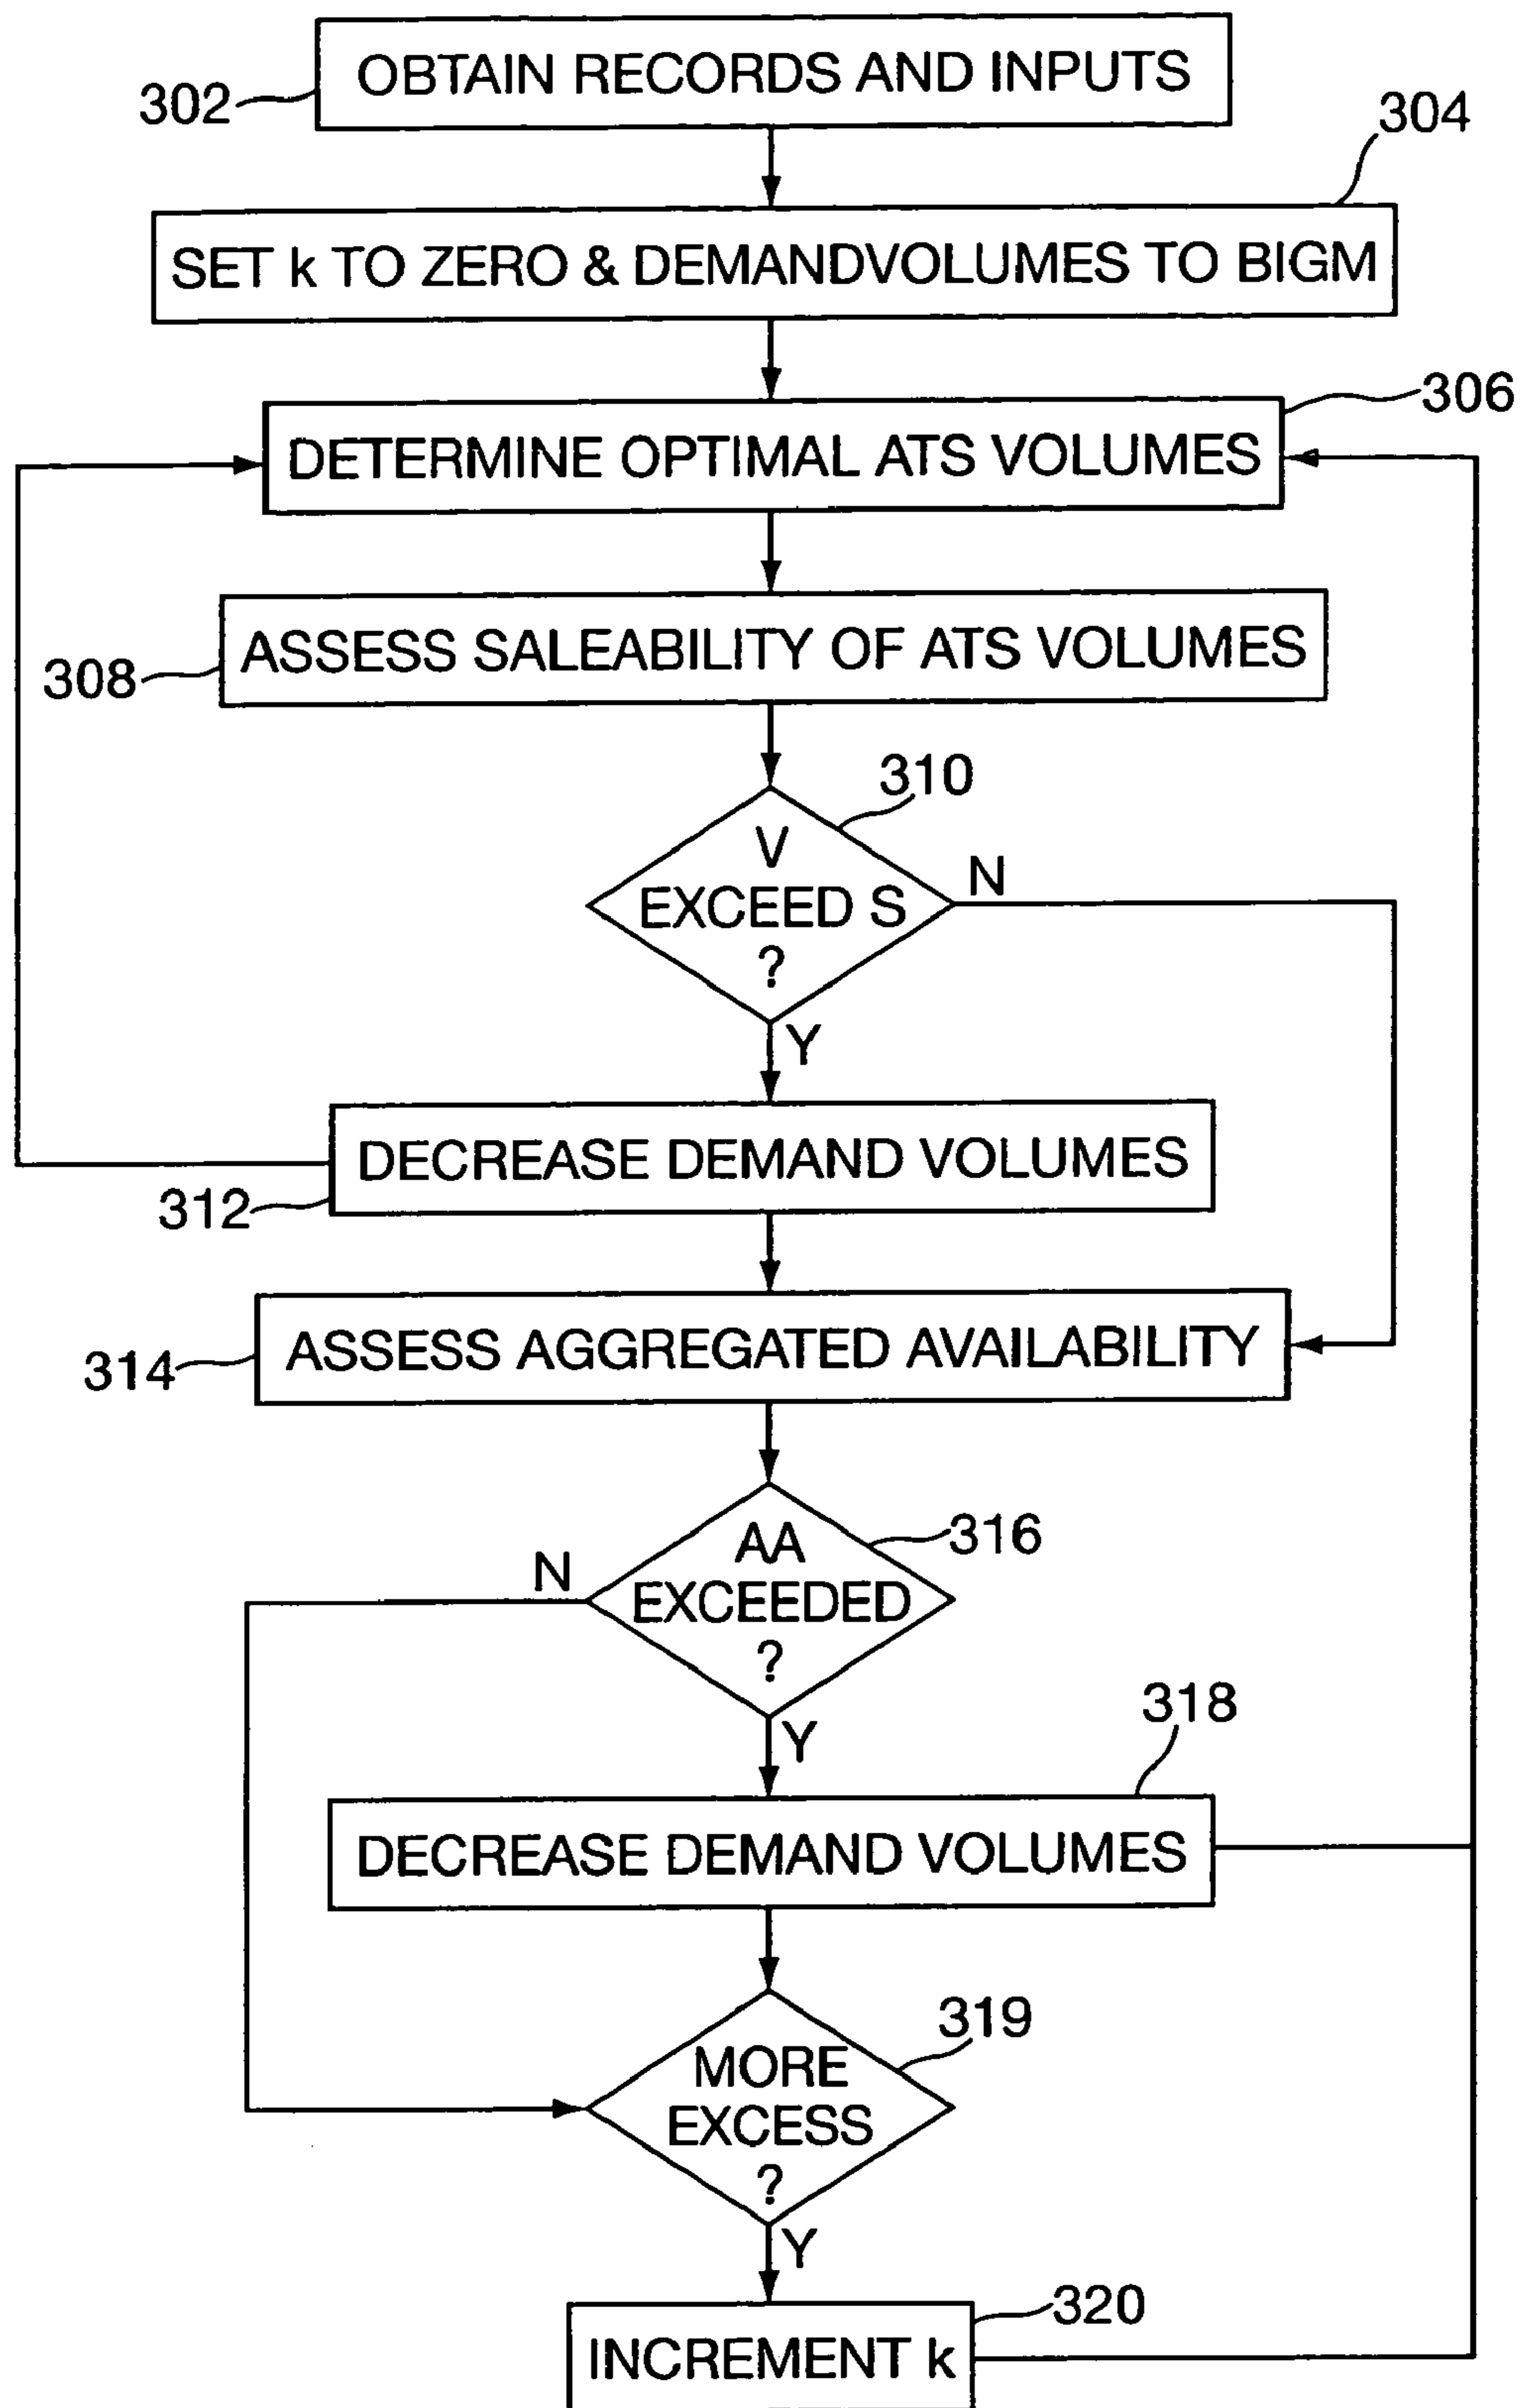 OBTAIN RECORDS AND INPUTS
302
304
SET k TO ZERO & DEMANDVOLUMES TO BIGM
306
DETERMINE OPTIMAL ATS VOLUMES
ASSESS SALEABILITY OF ATS VOLUMES
308
310
V
EXCEED S
?
N
Y
DECREASE DEMAND VOLUMES
312
ASSESS AGGREGATED AVAILABILITY
314
316
AA
EXCEEDED
?
N
Y
318
DECREASE DEMAND VOLUMES
319
MORE
EXCESS
?
Y
320
INCREMENT k